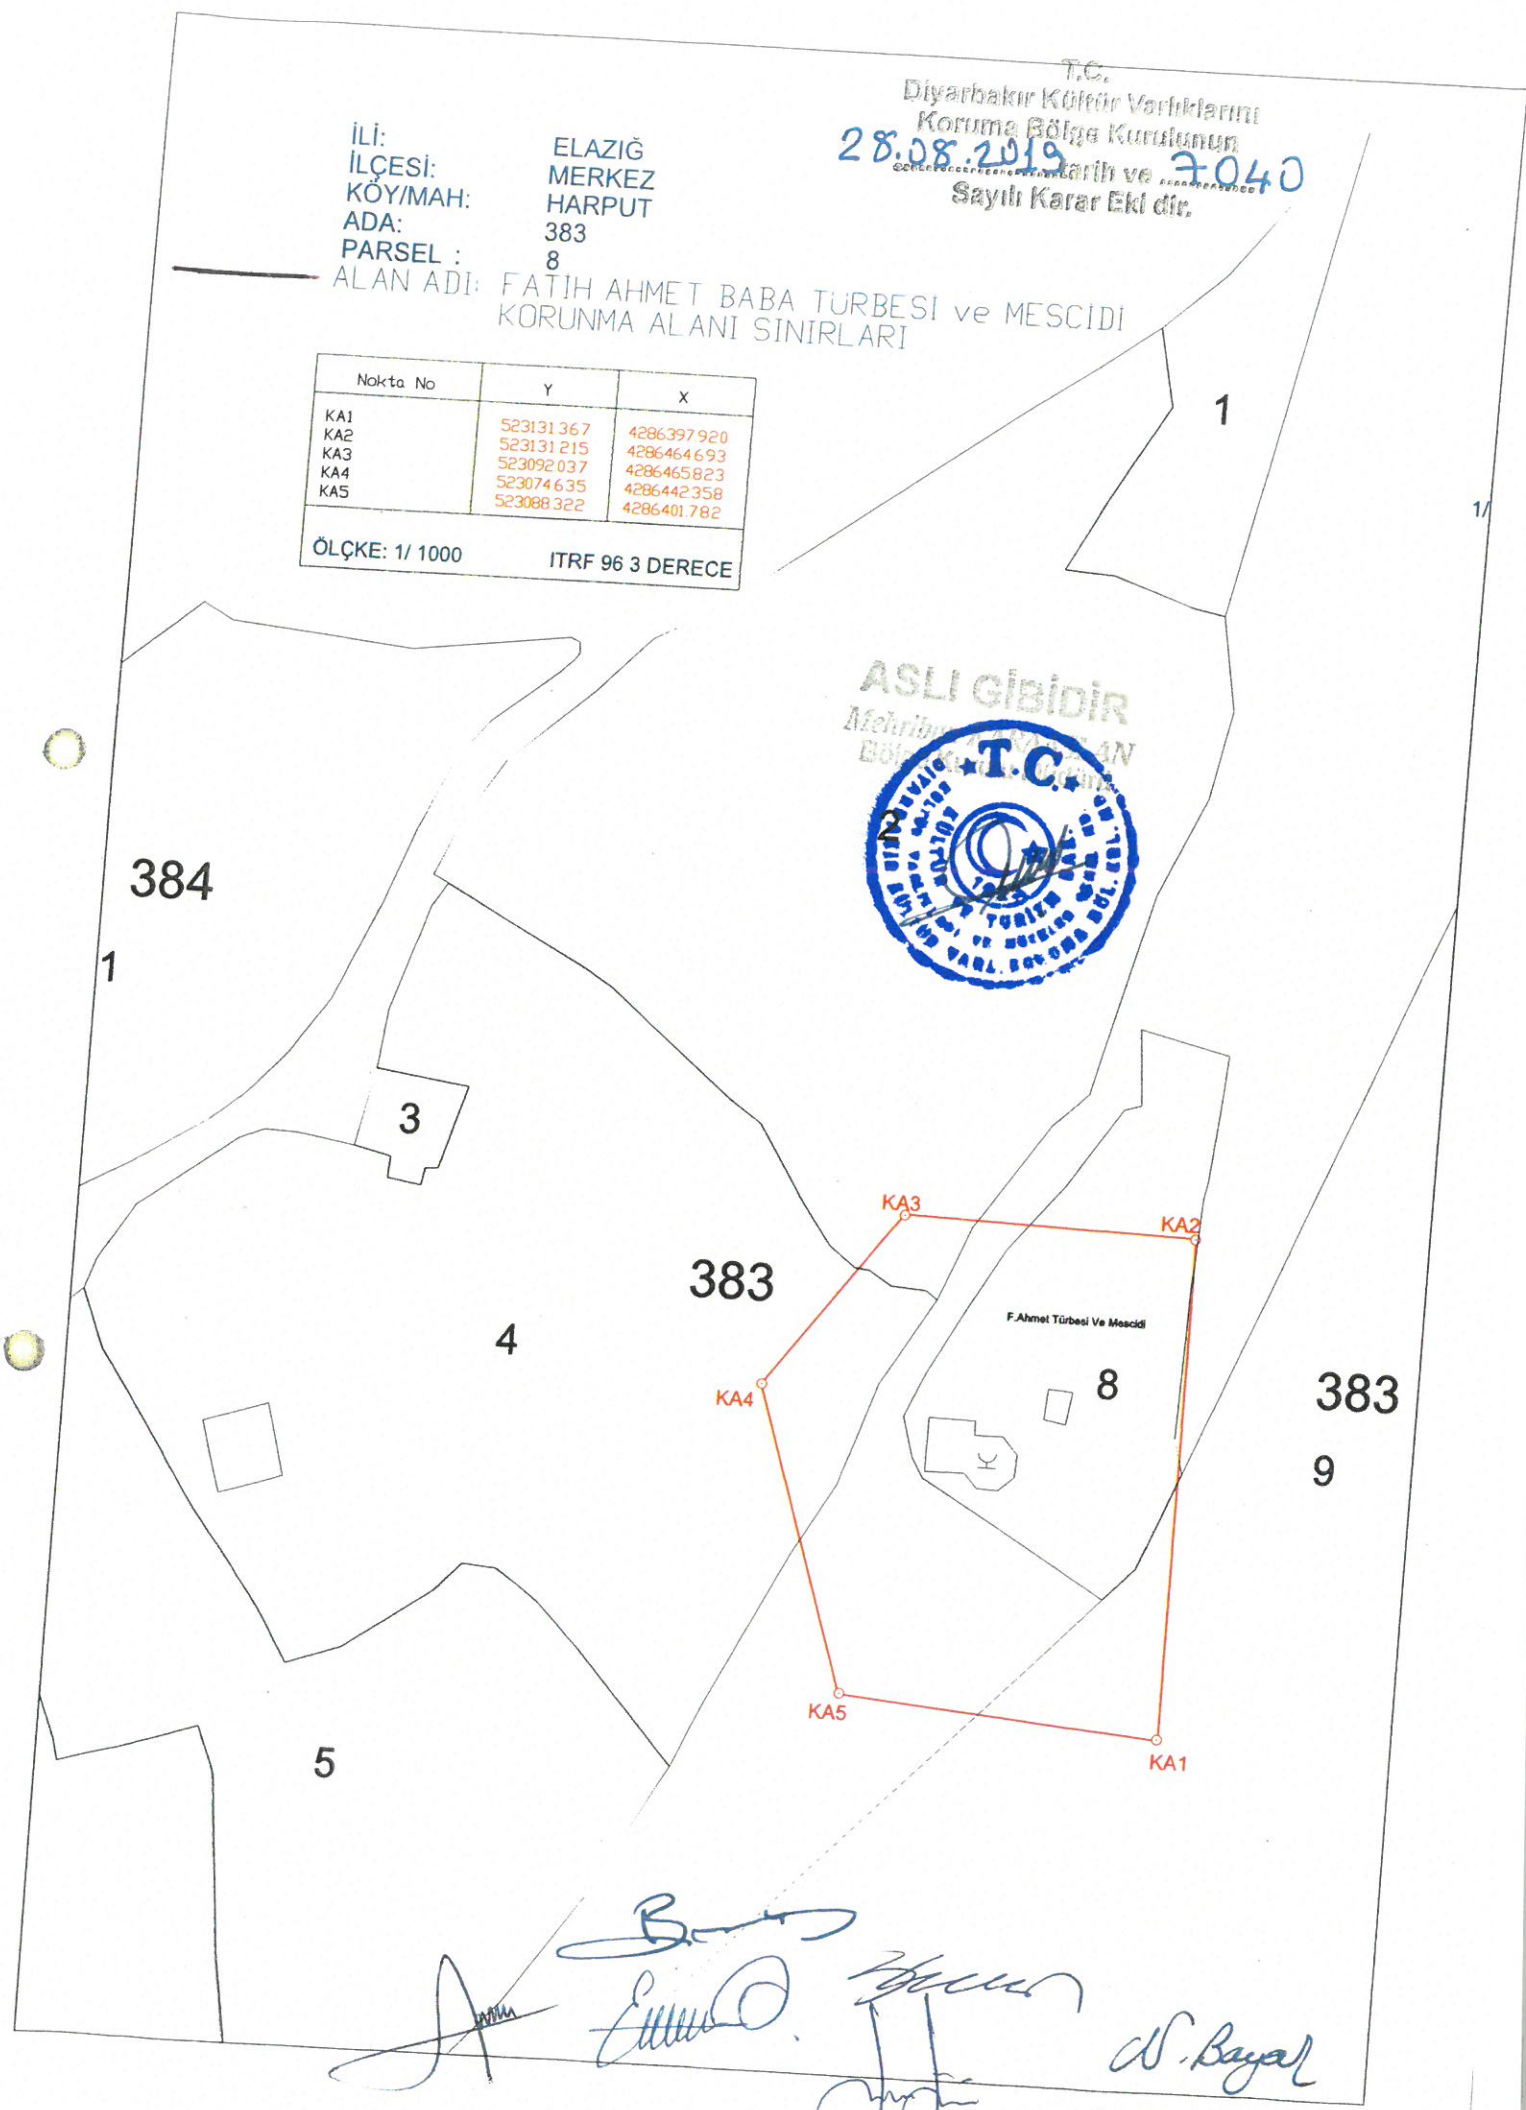 T.C.
Diyarbakır Kültür Varlıklarını
Koruma Bölge Kurulunun
28.08.2019 tarih ve 7040
Sayılı Karar Eki dir.
İLİ: ELAZIĞ
İLÇESİ: MERKEZ
KÖY/MAH: HARPUT
ADA: 383
PARSEL : 8
ALAN ADI: FATİH AHMET BABA TÜRBESİ ve MESCİDİ
KORUNMA ALANI SINIRLARI
Nokta No Y X
KA1 523131.367 4286397.920
KA2 523131.215 4286464.693
KA3 523092.037 4286465.823
KA4 523074.635 4286442.358
KA5 523088.322 4286401.782
ÖLÇKE: 1/ 1000 ITRF 96 3 DERECE
1
1/
ASLI GİBİDİR
T.C.
2
384
1
3
KA3
KA2
383
F.Ahmet Türbesi Ve Mescidi
4
8
383
KA4
9
KA5
KA1
5
N. Bayal